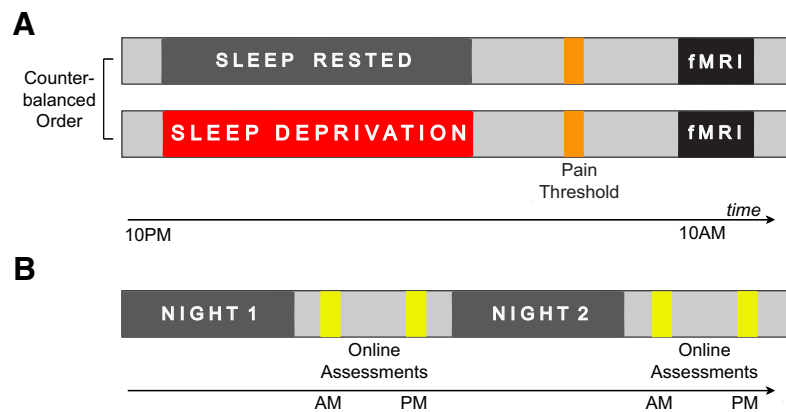 A
Counter-
balanced
Order
SLEEP RESTED
fMRI
SLEEP DEPRIVATION
fMRI
Pain
Threshold
time
10PM
10AM
B
NIGHT 1
NIGHT 2
Online
Assessments
Online
Assessments
AM
PM
AM
PM